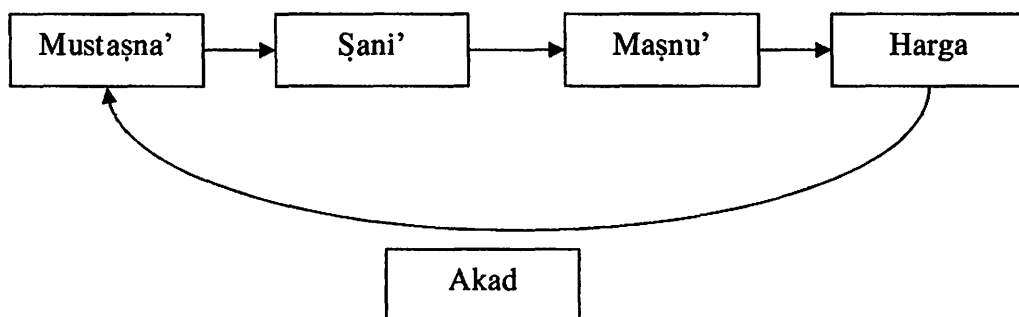 Mustaṣna’
Ṣani’
Maṣnu’
Harga
Akad